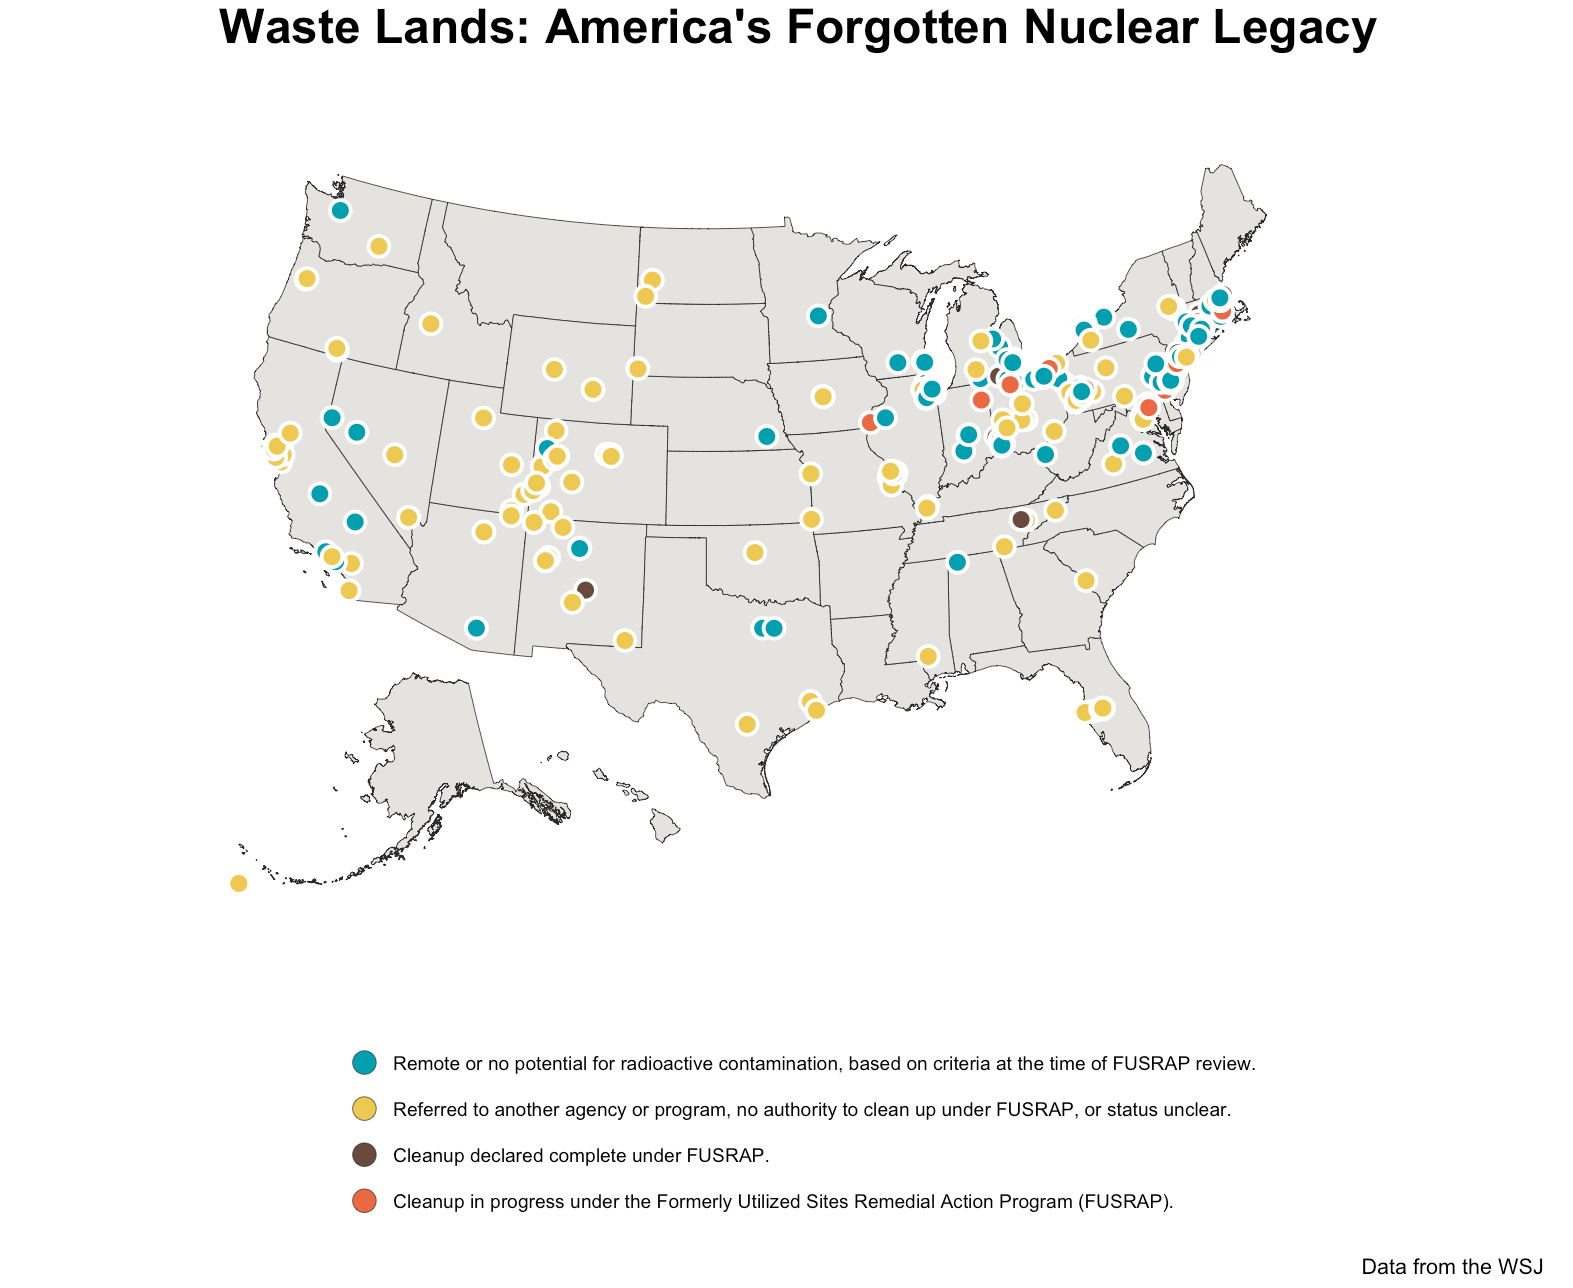 Waste Lands: America's Forgotten Nuclear Legacy
Remote or no potential for radioactive contamination, based on criteria at the time of FUSRAP review.
Referred to another agency or program, no authority to clean up under FUSRAP, or status unclear.
Cleanup declared complete under FUSRAP.
Cleanup in progress under the Formerly Utilized Sites Remedial Action Program (FUSRAP).
Data from the WSJ